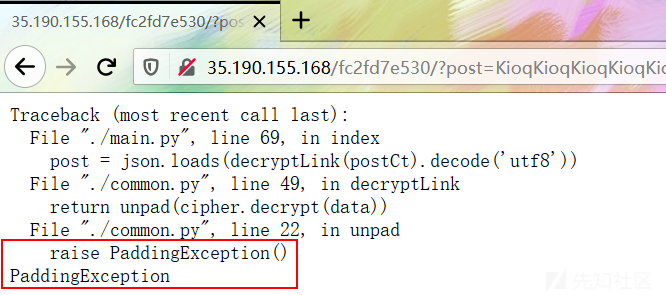 35.190.155.168/fc2fd7e530/?post=
35.190.155.168/fc2fd7e530/?post=KioqKioqKioqKioqKi
Traceback (most recent call last):
  File "./main.py", line 69, in index
    post = json.loads(decryptLink(postCt).decode('utf8'))
  File "./common.py", line 49, in decryptLink
    return unpad(cipher.decrypt(data))
  File "./common.py", line 22, in unpad
    raise PaddingException()
PaddingException
先知社区